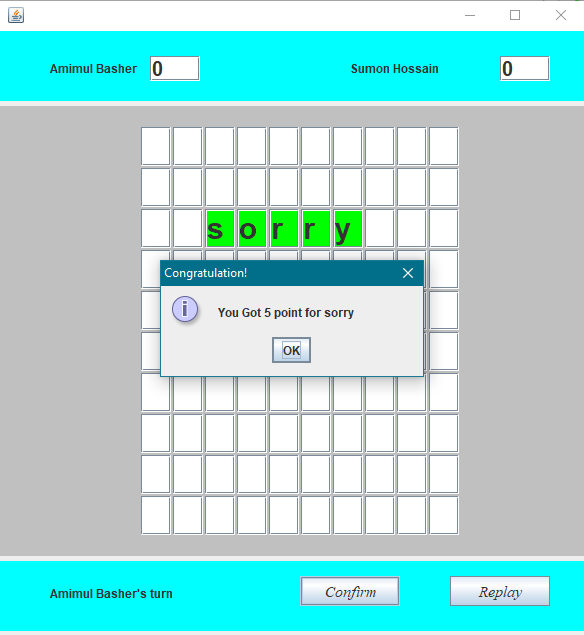 Amimul Basher 0 Sumon Hossain 0
sorry
Congratulation!
You Got 5 point for sorry
OK
Amimul Basher's turn Confirm Replay